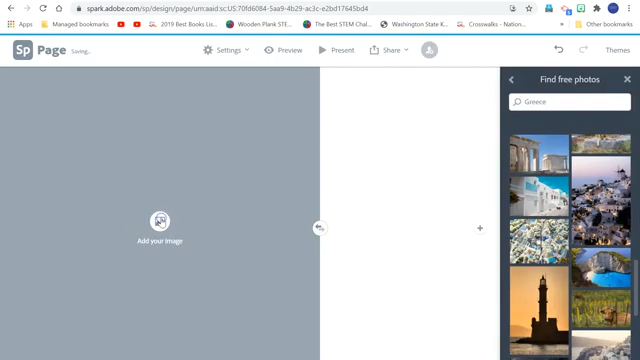 spark.adobe.com/sp/design/page/urn:aaid:sc:US:70fd6084-5aa9-4b29-ac3c-e2bd17645bd4
Apps
Managed bookmarks
2019 Best Books Lis...
Wooden Plank STE...
The Best STEM Chal...
Washington State K...
Crosswalks - Nation...
Other bookmarks
Sp Page Saving...
Settings
Preview
Present
Share
Themes
Find free photos
Greece
Add your image